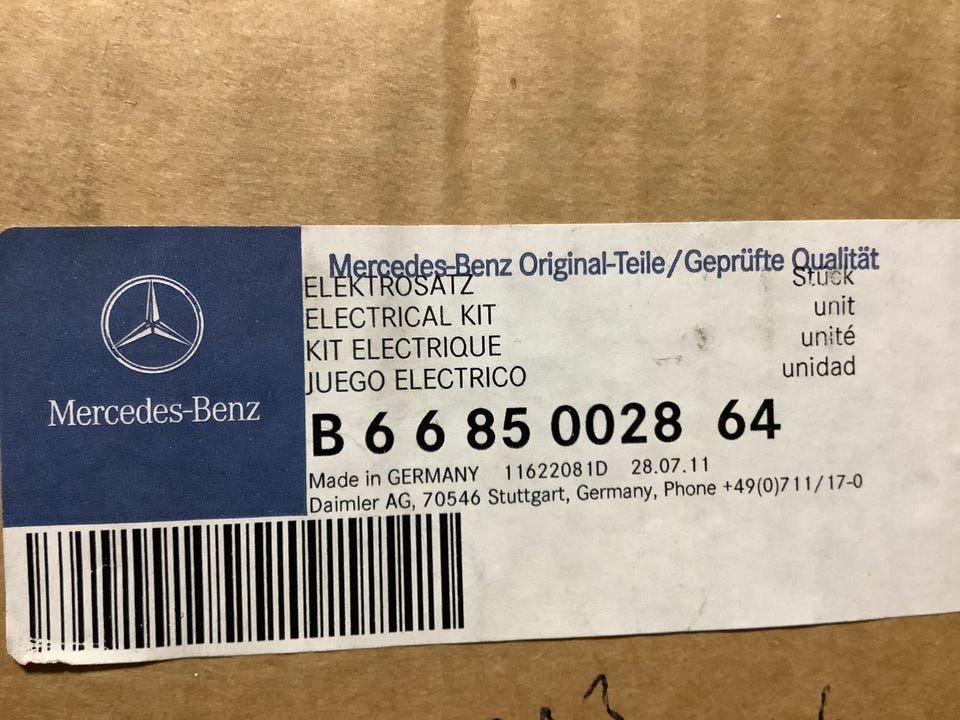 Mercedes-Benz
Mercedes-Benz Original-Teile/Geprüfte Qualität
ELEKTROSATZ Stück
ELECTRICAL KIT unit
KIT ELECTRIQUE unité
JUEGO ELECTRICO unidad
B 6 6 85 0028 64
Made in GERMANY 11622081D 28.07.11
Daimler AG, 70546 Stuttgart, Germany, Phone +49(0)711/17-0